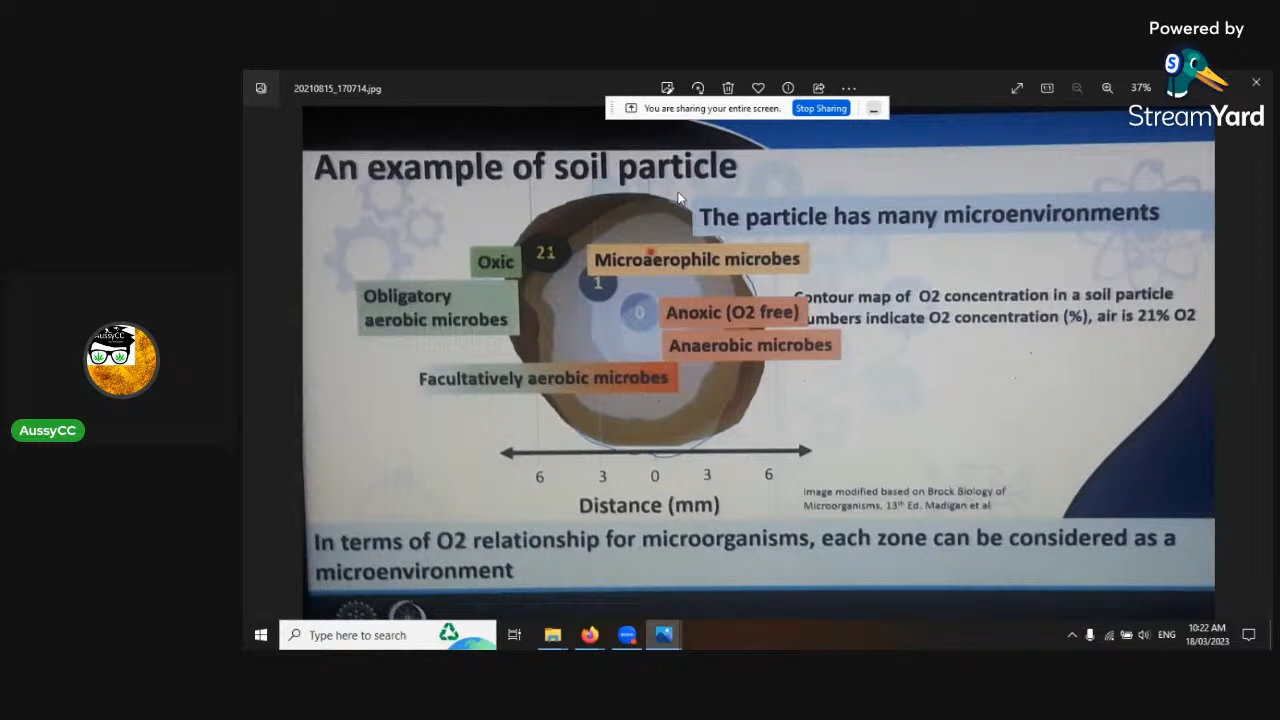 Powered by
S
StreamYard
20210815_170714.jpg
37%
You are sharing your entire screen.
Stop Sharing
An example of soil particle
The particle has many microenvironments
21
Oxic
Microaerophilc microbes
1
Obligatory
aerobic microbes
0
Anoxic (O2 free)
Contour map of O2 concentration in a soil particle
umbers indicate O2 concentration (%), air is 21% O2
Anaerobic microbes
Facultatively aerobic microbes
6 3 0 3 6
Distance (mm)
Image modified based on Brock Biology of
Microorganisms, 13th Ed. Madigan et al
In terms of O2 relationship for microorganisms, each zone can be considered as a
microenvironment
AussyCC
AussyCC
Type here to search
ENG
10:22 AM
18/03/2023